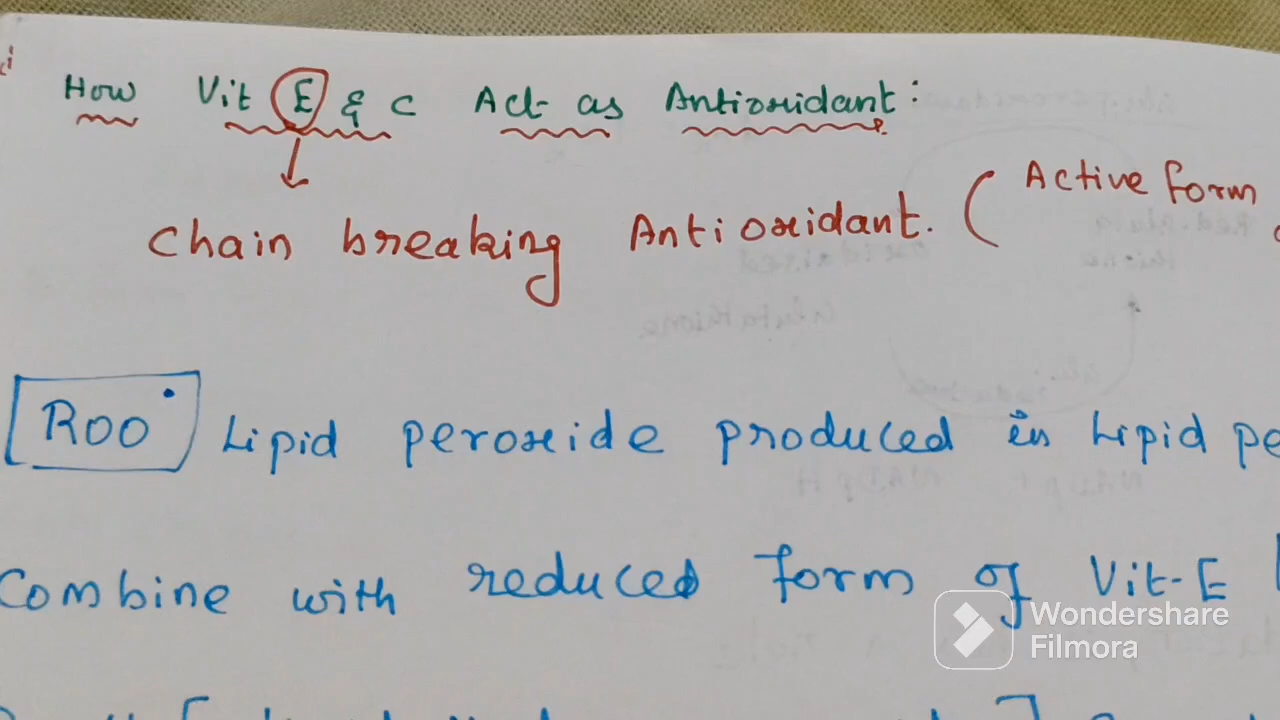 How Vit E & C Act as Antioxidant:
Chain breaking Antioxidant. ( Active form
ROO• Lipid peroxide produced in Lipid pe
Combine with reduced form of Vit-E
Wondershare
Filmora